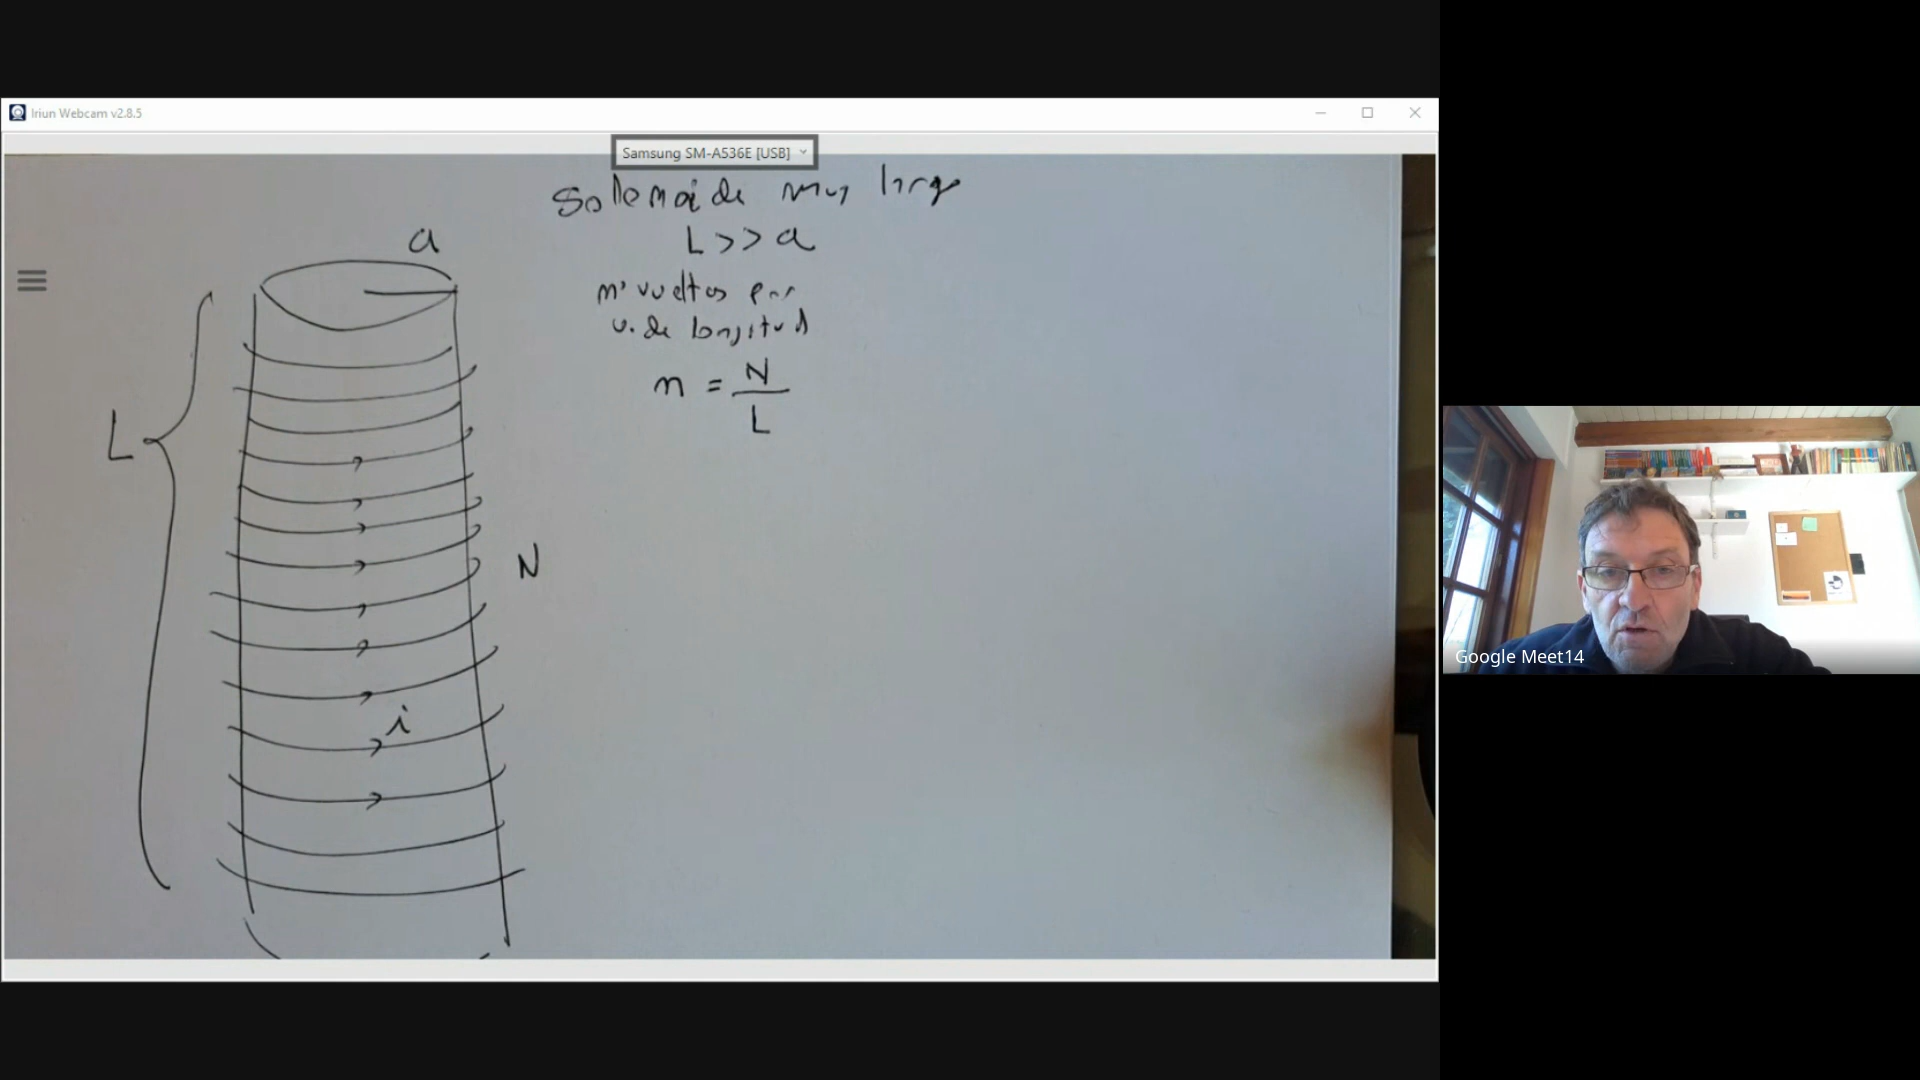 Iriun Webcam v2.8.5
Samsung SM-A536E [USB]
Solenoide muy largo
L >> a
a
nº vueltas por
u. de longitud
n = N
L
L
N
i
Google Meet14